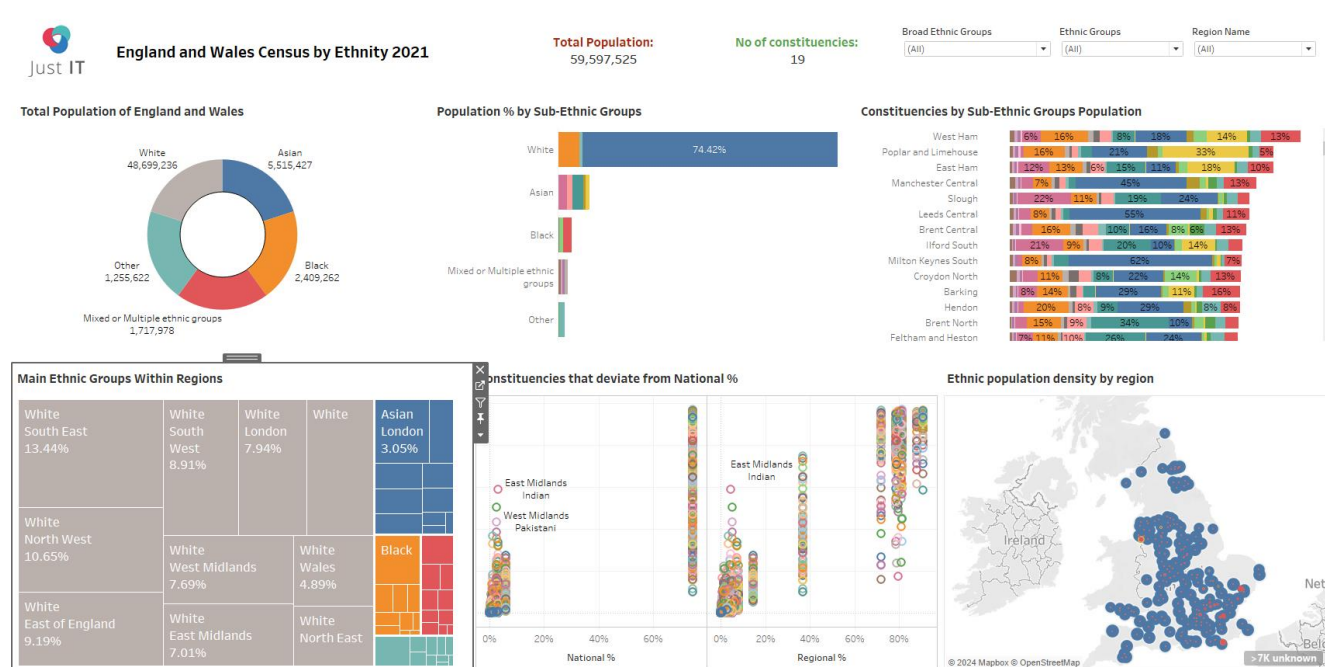 Just IT
England and Wales Census by Ethnity 2021
Total Population:
59,597,525
No of constituencies:
19
Broad Ethnic Groups
(All)
Ethnic Groups
(All)
Region Name
(All)
Total Population of England and Wales
White
48,699,236
Asian
5,515,427
Other
1,255,622
Black
2,409,262
Mixed or Multiple ethnic groups
1,717,978
Population % by Sub-Ethnic Groups
White
74.42%
Asian
Black
Mixed or Multiple ethnic
groups
Other
Constituencies by Sub-Ethnic Groups Population
West Ham 6% 16% 8% 18% 14% 13%
Poplar and Limehouse 16% 21% 33% 5%
East Ham 12% 13% 6% 15% 11% 18% 10%
Manchester Central 7% 45% 13%
Slough 22% 11% 19% 24%
Leeds Central 8% 55% 11%
Brent Central 16% 10% 16% 8% 6% 13%
Ilford South 21% 9% 20% 10% 14%
Milton Keynes South 8% 62% 7%
Croydon North 11% 8% 22% 14% 13%
Barking 8% 14% 29% 11% 16%
Hendon 20% 8% 9% 29% 8% 8%
Brent North 15% 9% 34% 10%
Feltham and Heston 7% 11% 10% 26% 24%
Main Ethnic Groups Within Regions
White
South East
13.44%
White
North West
10.65%
White
East of England
9.19%
White
South
West
8.91%
White
London
7.94%
White
White
West Midlands
7.69%
White
East Midlands
7.01%
White
Wales
4.89%
White
North East
Asian
London
3.05%
Black
onstituencies that deviate from National %
East Midlands
Indian
West Midlands
Pakistani
East Midlands
Indian
0% 20% 40% 60%
National %
0% 20% 40% 60% 80%
Regional %
Ethnic population density by region
Ireland
Net
Belg
© 2024 Mapbox © OpenStreetMap
>7K unknown